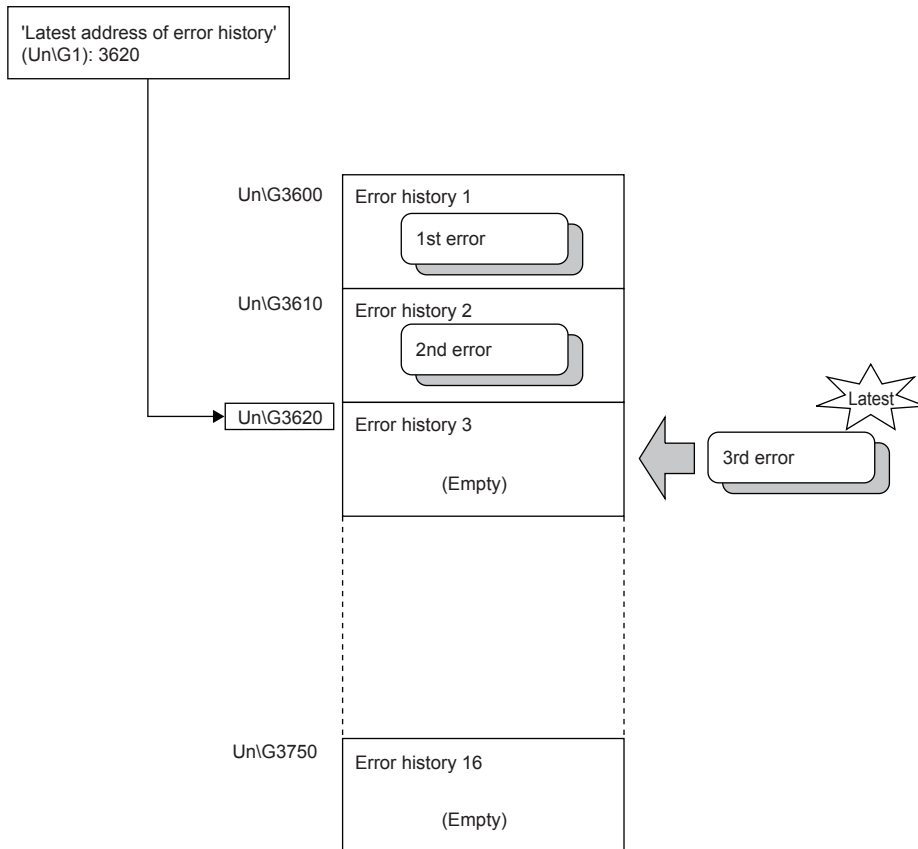 'Latest address of error history'
(Un\G1): 3620
Un\G3600
Error history 1
1st error
Un\G3610
Error history 2
2nd error
Latest
Un\G3620
Error history 3
3rd error
(Empty)
Un\G3750
Error history 16
(Empty)